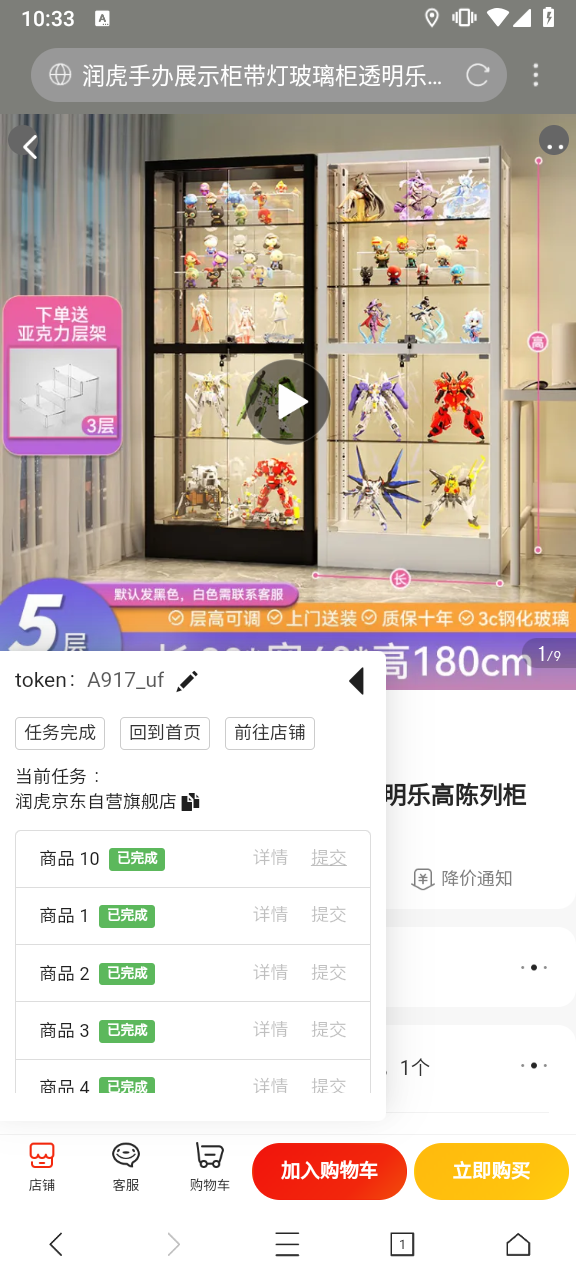 10:33
A
润虎手办展示柜带灯玻璃柜透明乐...
下单送
亚克力层架
3层
高
长
默认发黑色，白色需联系客服
层高可调 上门送装 质保十年 3c钢化玻璃
5层
高180cm
1/9
token： A917_uf
任务完成 回到首页 前往店铺
当前任务：
润虎京东自营旗舰店
明乐高陈列柜
商品 10 已完成 详情 提交
降价通知
商品 1 已完成 详情 提交
商品 2 已完成 详情 提交
商品 3 已完成 详情 提交
1个
商品 4 已完成 详情 提交
店铺 客服 购物车 加入购物车 立即购买
1